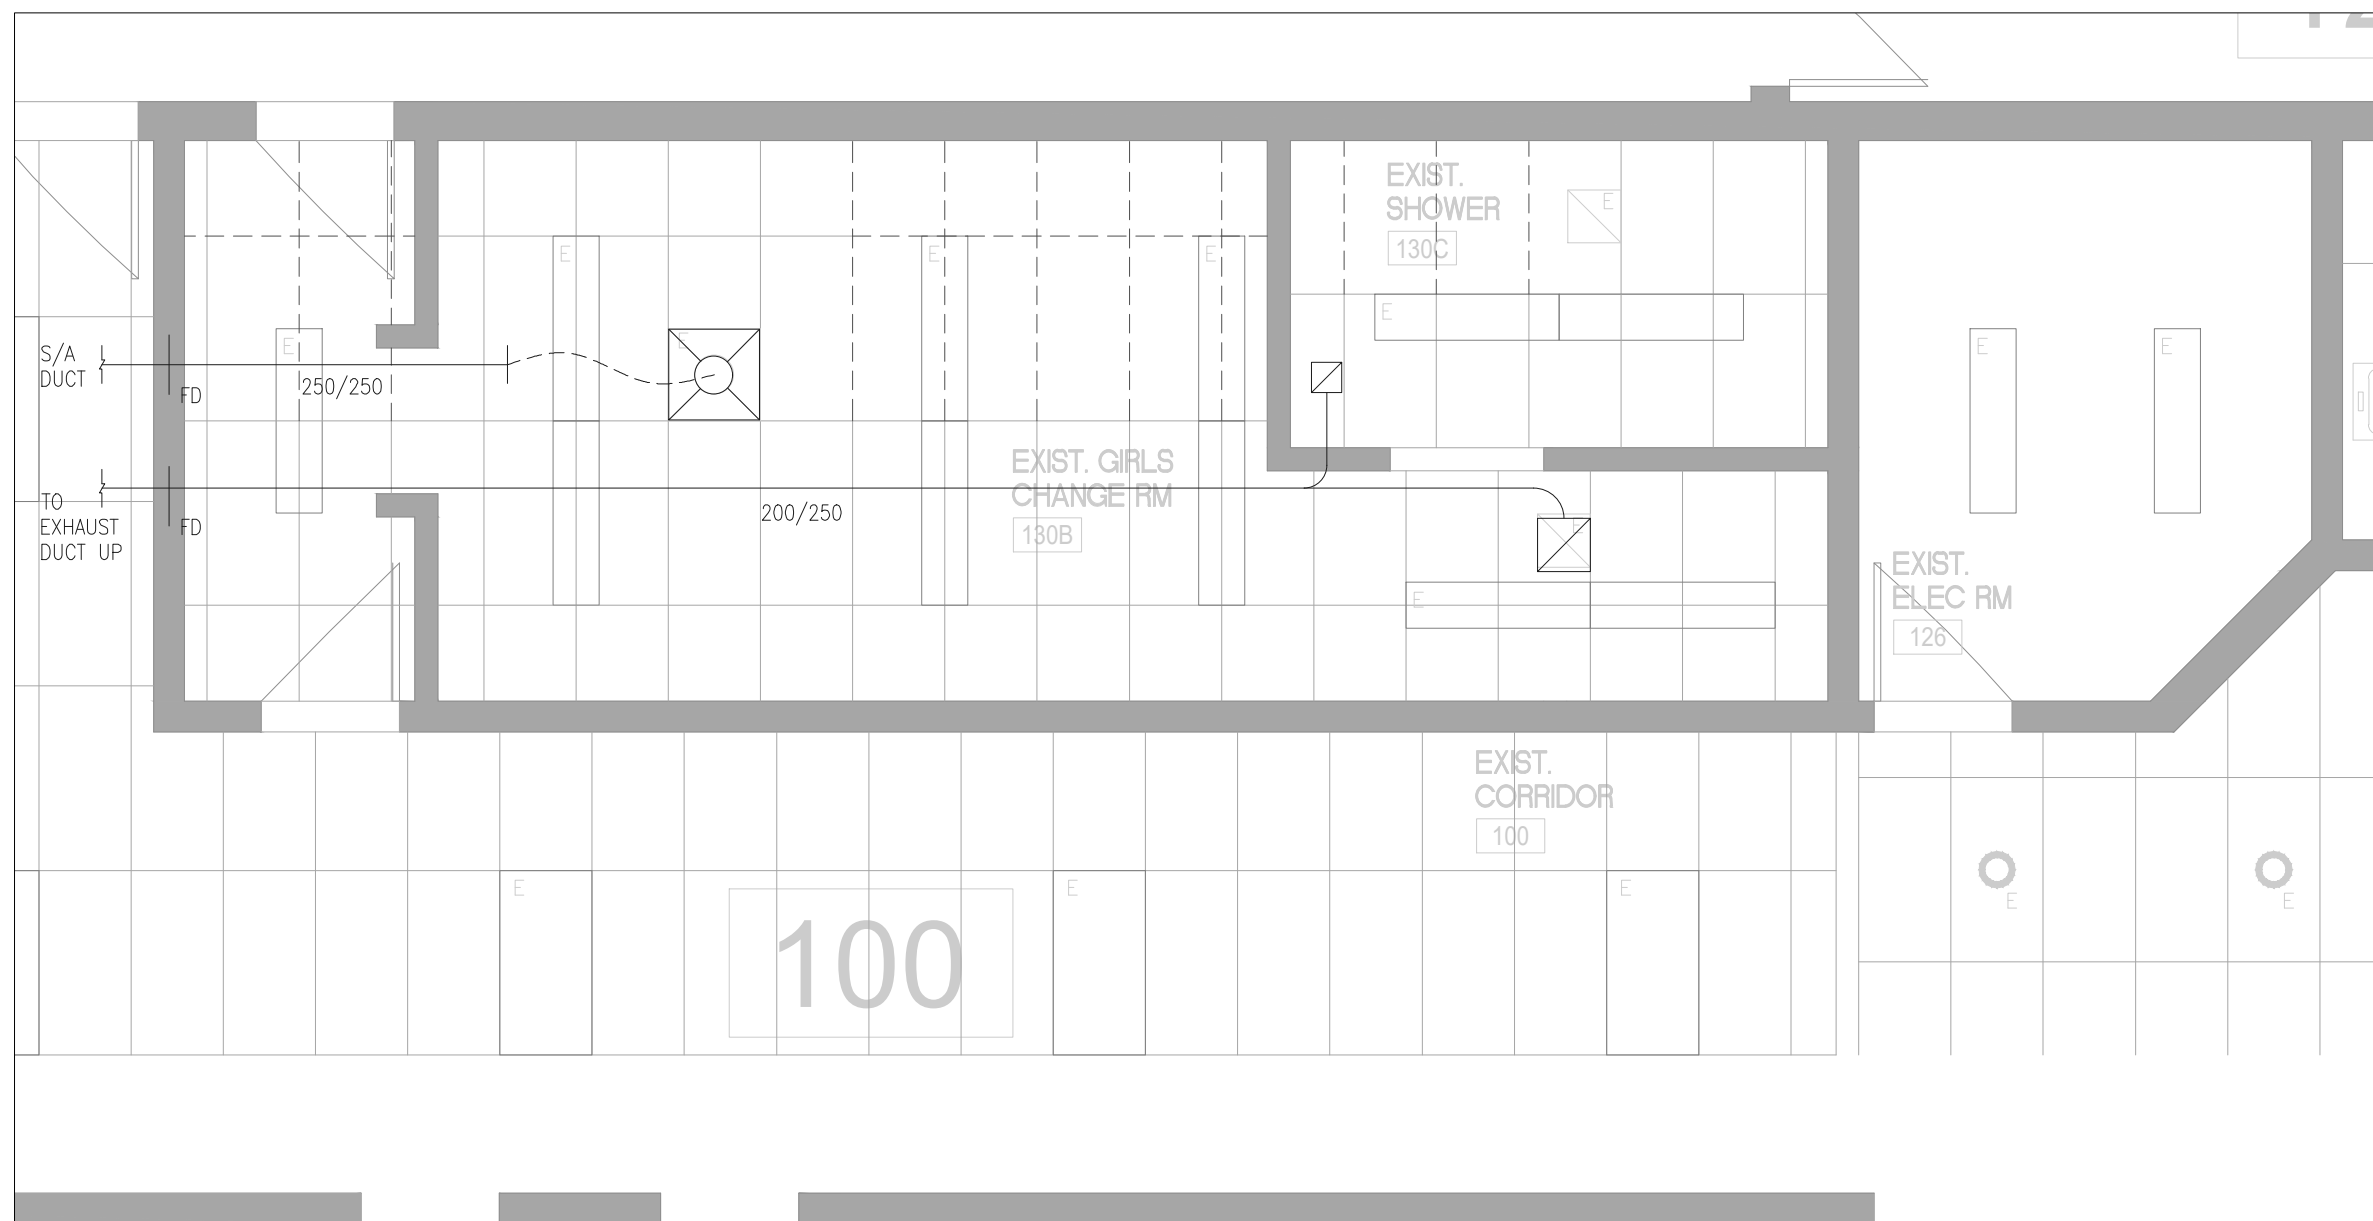 EXIST.
SHOWER
130C
E
E
E
E
E
E
E
E
E
E
S/A
DUCT
FD
250/250
EXIST. GIRLS
CHANGE RM
130B
TO
EXHAUST
DUCT UP
FD
200/250
E
E
EXIST.
ELEC RM
126
EXIST.
CORRIDOR
100
E
E
E
100
E
E